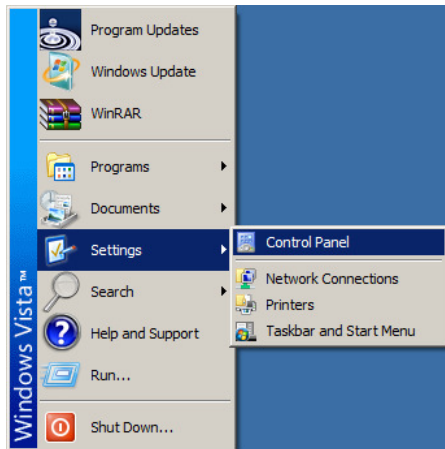 Program Updates
Windows Update
WinRAR
Programs
Documents
Settings
Search
Help and Support
Run...
Shut Down...
Control Panel
Network Connections
Printers
Taskbar and Start Menu
Windows Vista™